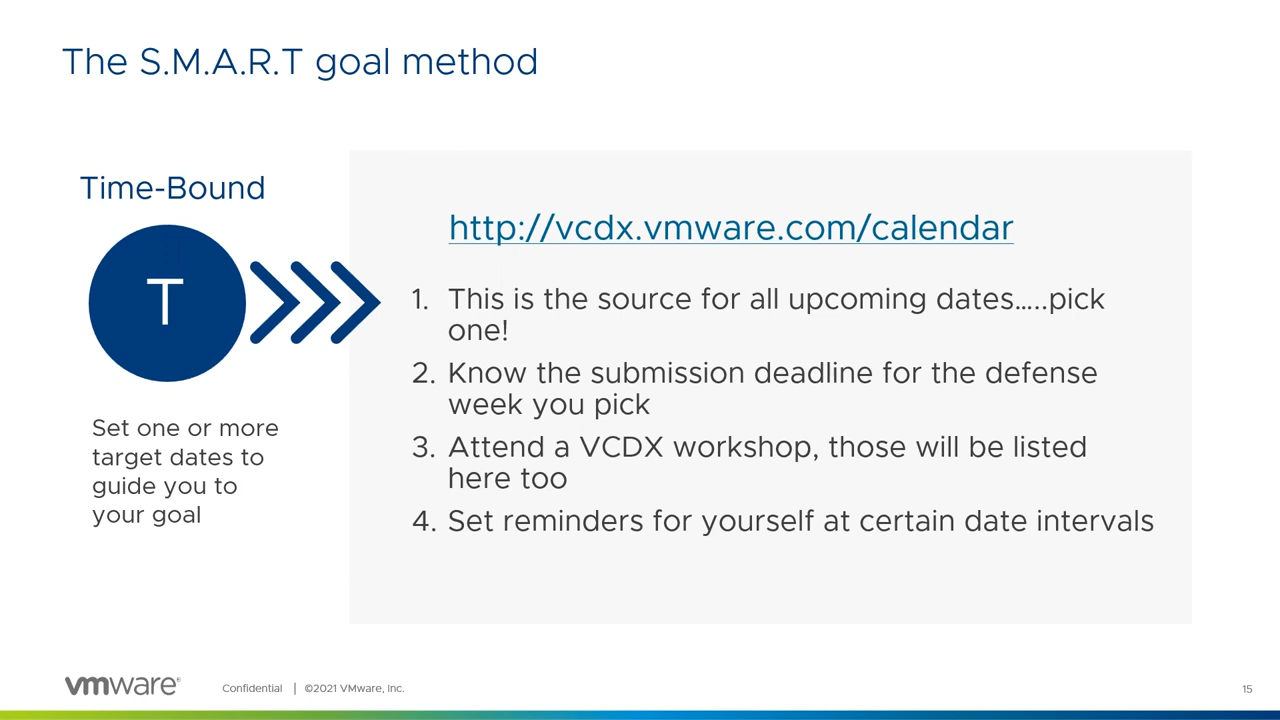 The S.M.A.R.T goal method
Time-Bound
T
Set one or more
target dates to
guide you to
your goal
http://vcdx.vmware.com/calendar
1. This is the source for all upcoming dates…..pick
one!
2. Know the submission deadline for the defense
week you pick
3. Attend a VCDX workshop, those will be listed
here too
4. Set reminders for yourself at certain date intervals
vmware®
Confidential | ©2021 VMware, Inc.
15